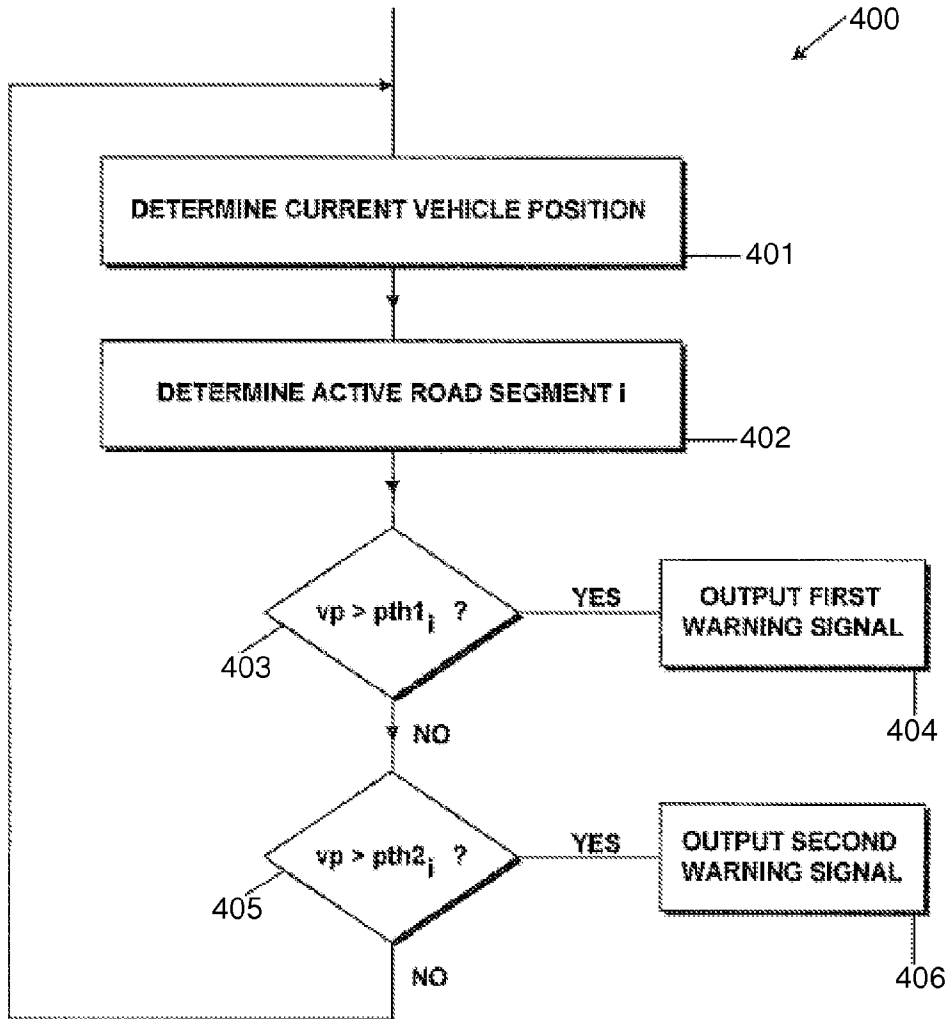 400
DETERMINE CURRENT VEHICLE POSITION
401
DETERMINE ACTIVE ROAD SEGMENT i
402
vp > pth1i ?
YES
OUTPUT FIRST
WARNING SIGNAL
403
404
NO
vp > pth2i ?
YES
OUTPUT SECOND
WARNING SIGNAL
405
406
NO